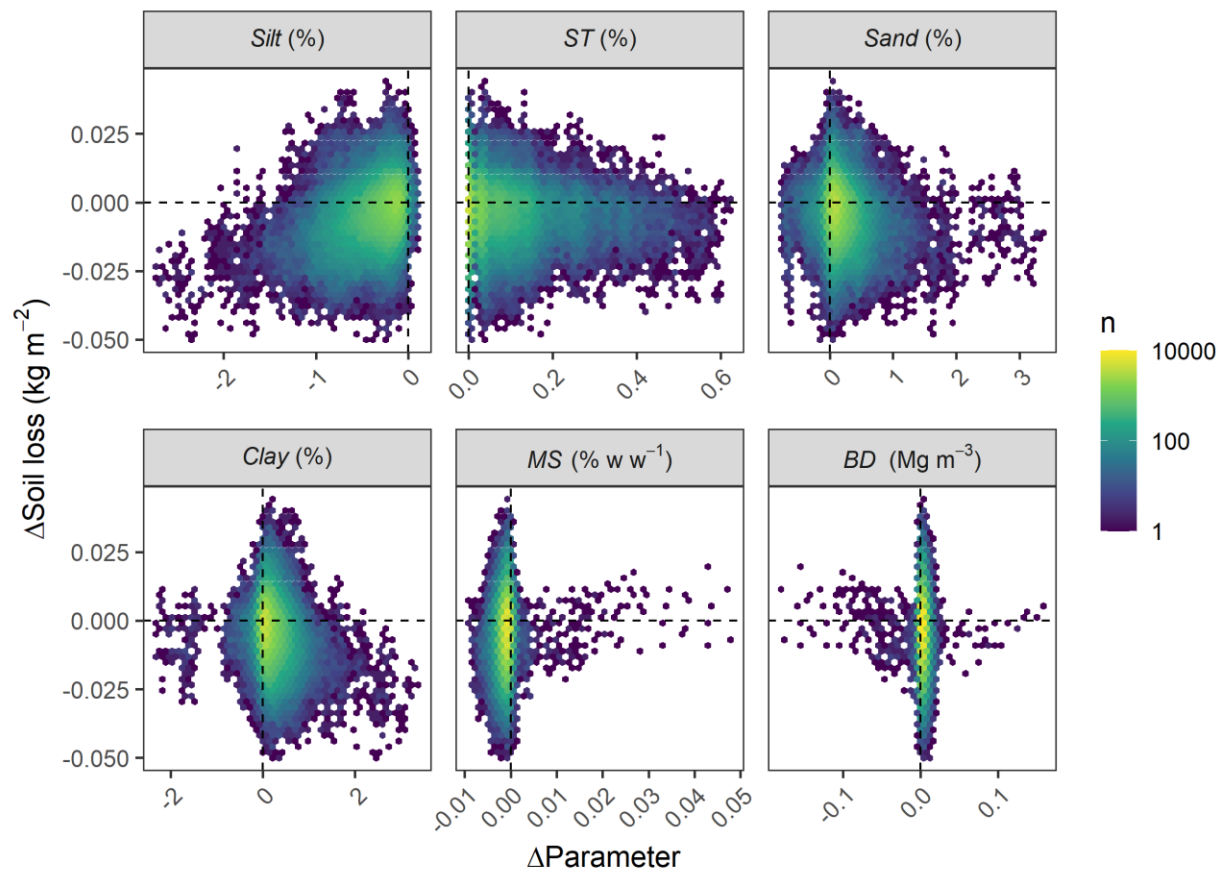 Silt (%) ST (%) Sand (%)
0.025
0.000
-0.025
-0.050
-2 -1 0 0.0 0.2 0.4 0.6 0 1 2 3
ΔSoil loss (kg m⁻²)
n
10000
100
1
Clay (%) MS (% w w⁻¹) BD (Mg m⁻³)
0.025
0.000
-0.025
-0.050
-2 0 2 -0.01 0.00 0.01 0.02 0.03 0.04 0.05 -0.1 0.0 0.1
ΔParameter